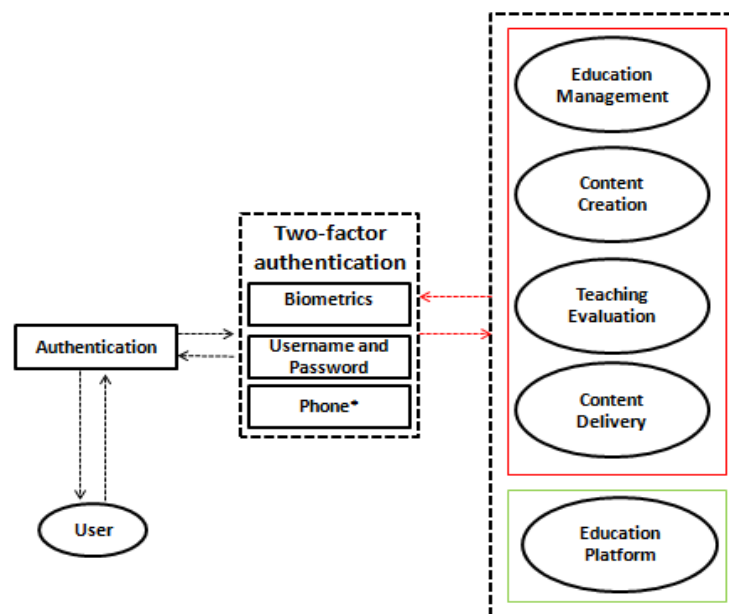 Education
Management
Content
Creation
Two-factor
authentication
Biometrics
Teaching
Evaluation
Authentication
Username and
Password
Phone*
Content
Delivery
User
Education
Platform